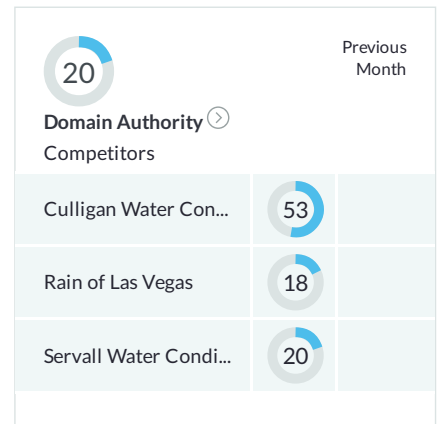 20
Previous
Month
Domain Authority
Competitors
Culligan Water Con... 53
Rain of Las Vegas 18
Servall Water Condi... 20